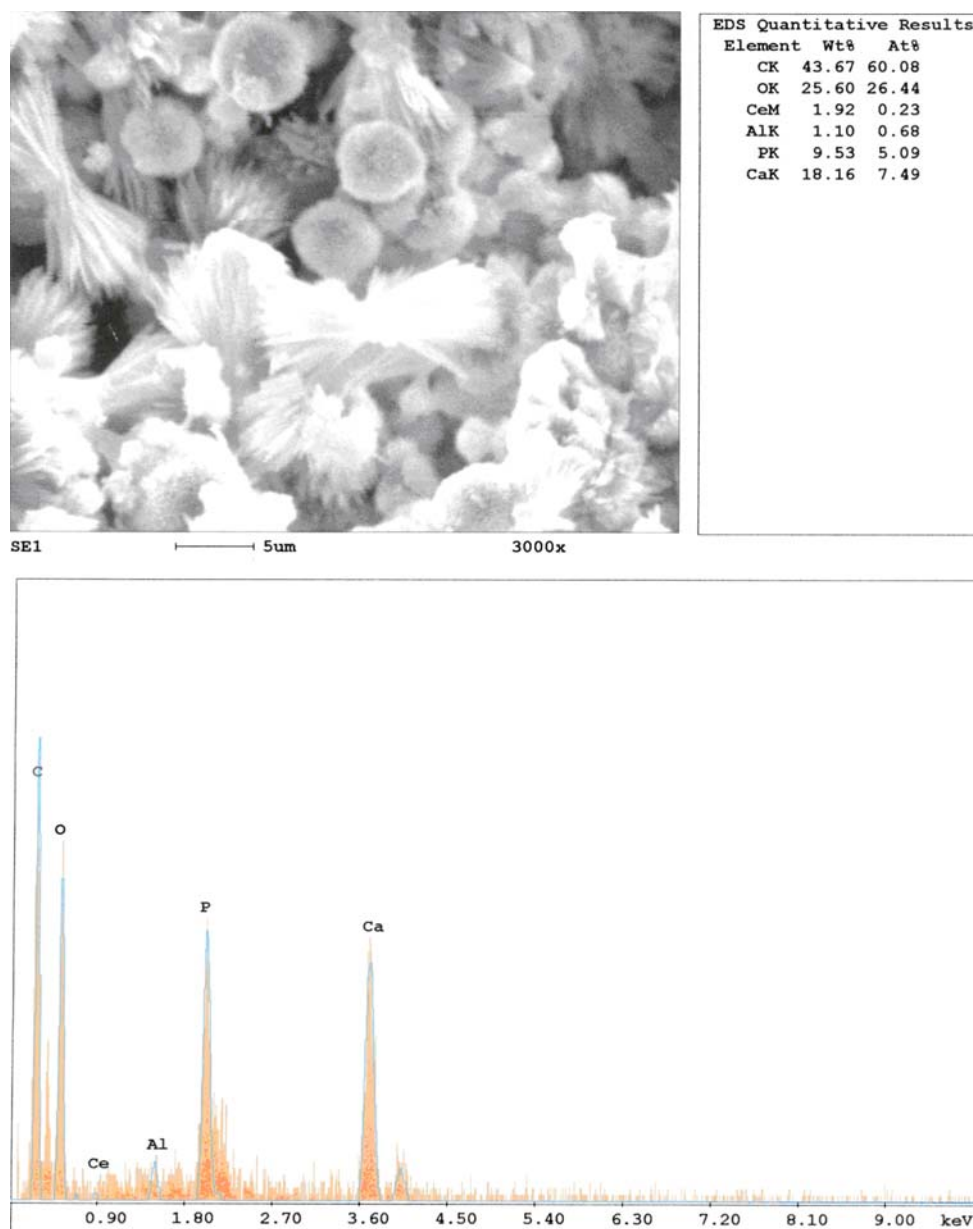 EDS Quantitative Results
Element Wt% At%
CK 43.67 60.08
OK 25.60 26.44
CeM 1.92 0.23
AlK 1.10 0.68
PK 9.53 5.09
CaK 18.16 7.49
SE1 5um 3000x
C
O
P
Ca
Al
Ce
0.90 1.80 2.70 3.60 4.50 5.40 6.30 7.20 8.10 9.00 keV